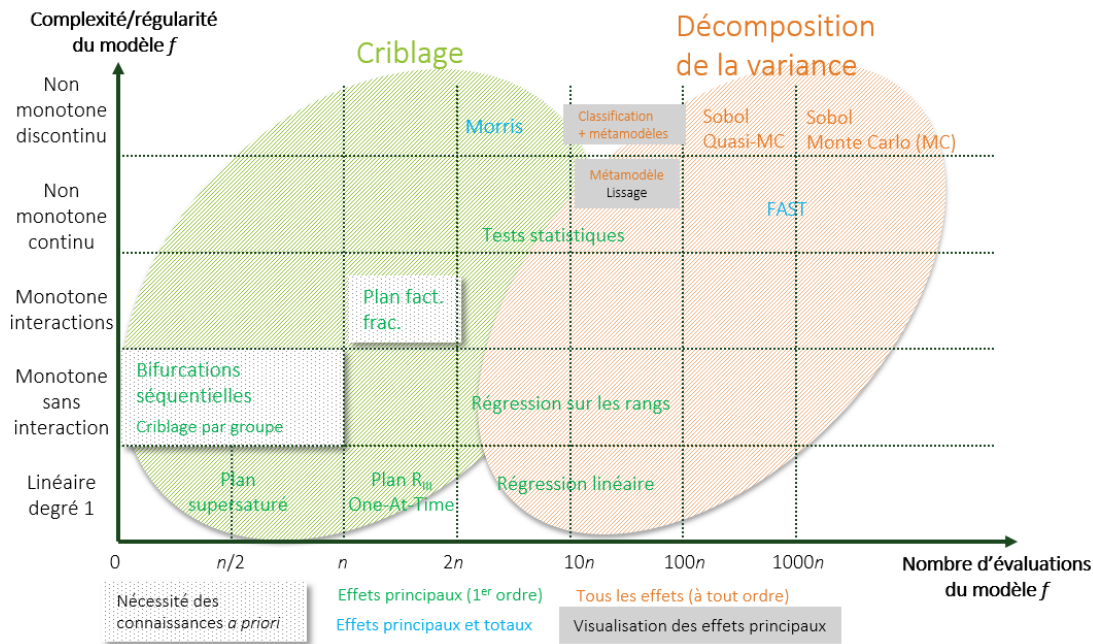 Complexité/régularité
du modèle f
Criblage
Décomposition
de la variance
Non
monotone
discontinu
Morris
Classification
+ métamodèles
Sobol
Quasi-MC
Sobol
Monte Carlo (MC)
Non
monotone
continu
Métamodèle
Lissage
FAST
Tests statistiques
Monotone
interactions
Plan fact.
frac.
Monotone
sans
interaction
Bifurcations
séquentielles
Criblage par groupe
Régression sur les rangs
Linéaire
degré 1
Plan
supersaturé
Plan RIII
One-At-Time
Régression linéaire
0 n/2 n 2n 10n 100n 1000n
Nombre d'évaluations
du modèle f
Nécessité des
connaissances a priori
Effets principaux (1er ordre)
Tous les effets (à tout ordre)
Effets principaux et totaux
Visualisation des effets principaux